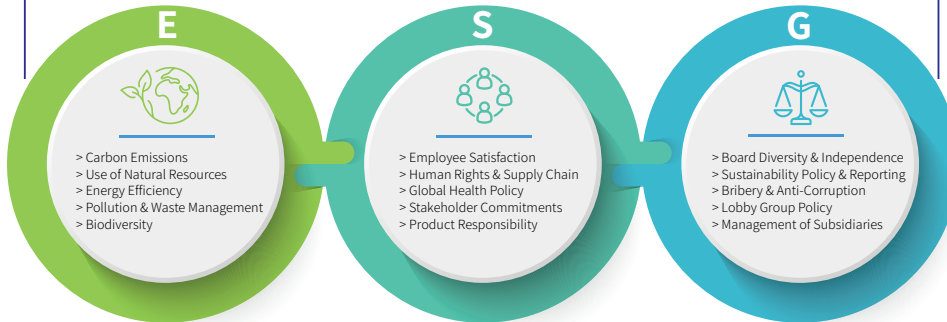 E
> Carbon Emissions
> Use of Natural Resources
> Energy Efficiency
> Pollution & Waste Management
> Biodiversity
S
> Employee Satisfaction
> Human Rights & Supply Chain
> Global Health Policy
> Stakeholder Commitments
> Product Responsibility
G
> Board Diversity & Independence
> Sustainability Policy & Reporting
> Bribery & Anti-Corruption
> Lobby Group Policy
> Management of Subsidiaries